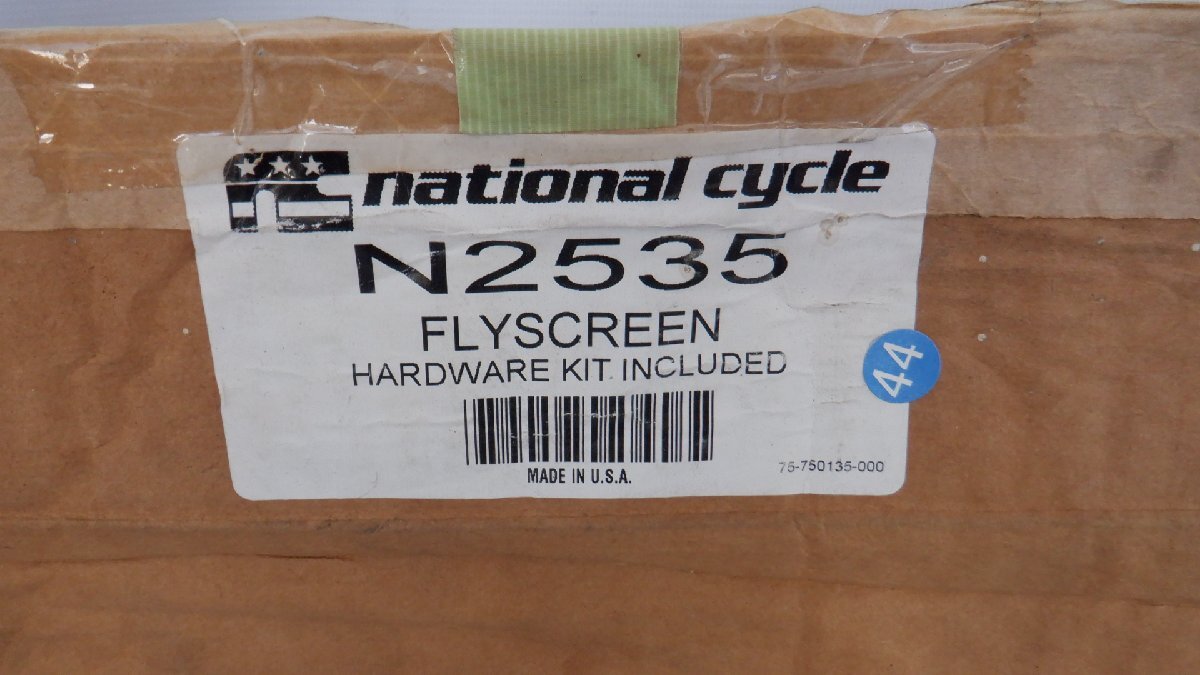 national cycle
N2535
FLYSCREEN
HARDWARE KIT INCLUDED
44
MADE IN U.S.A.
75-750135-000